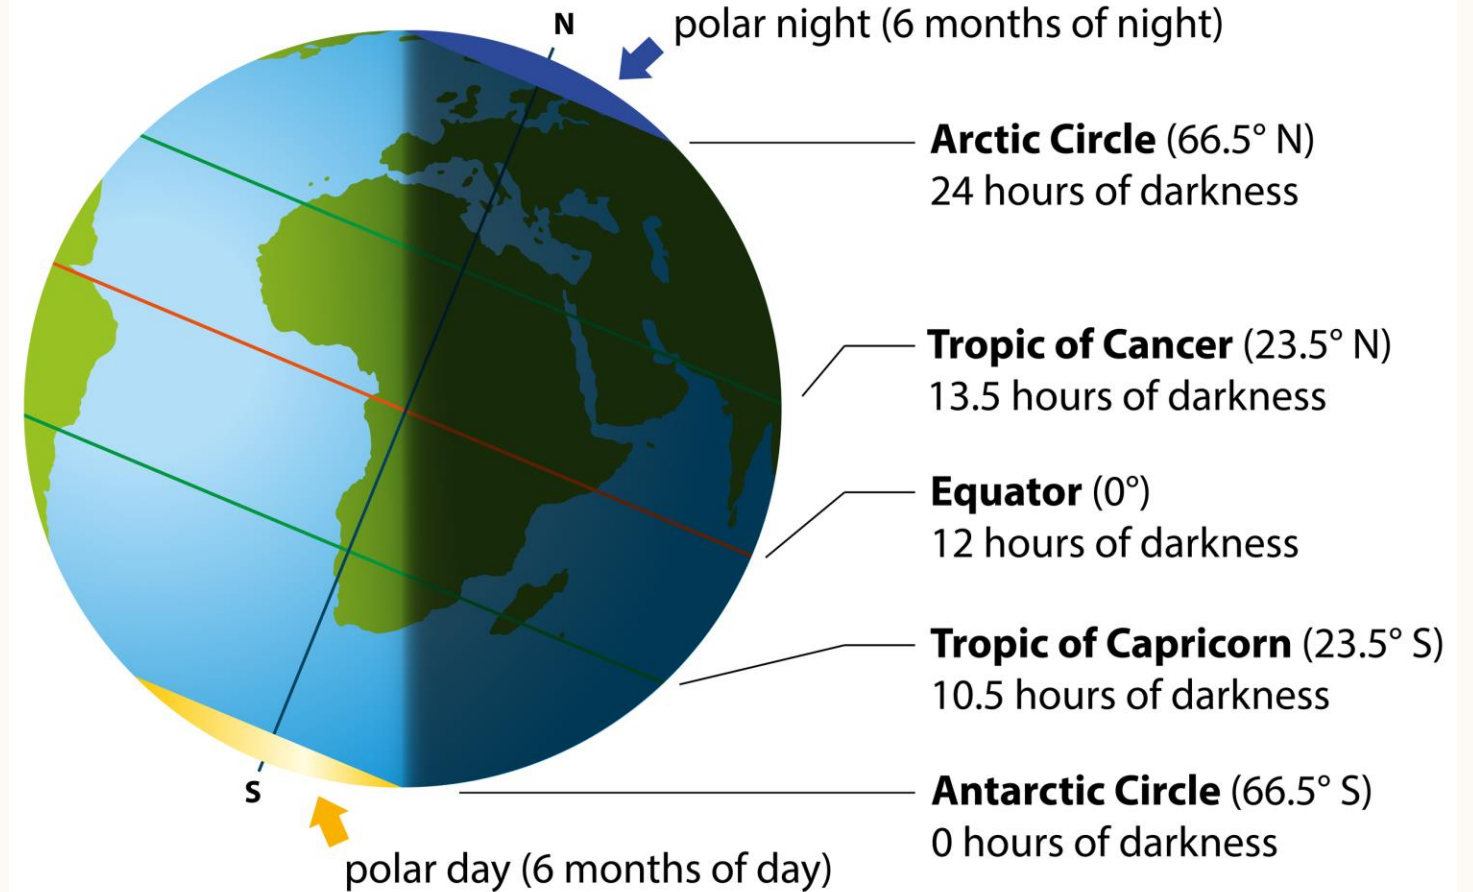 N
polar night (6 months of night)
Arctic Circle (66.5° N)
24 hours of darkness
Tropic of Cancer (23.5° N)
13.5 hours of darkness
Equator (0°)
12 hours of darkness
Tropic of Capricorn (23.5° S)
10.5 hours of darkness
Antarctic Circle (66.5° S)
0 hours of darkness
S
polar day (6 months of day)